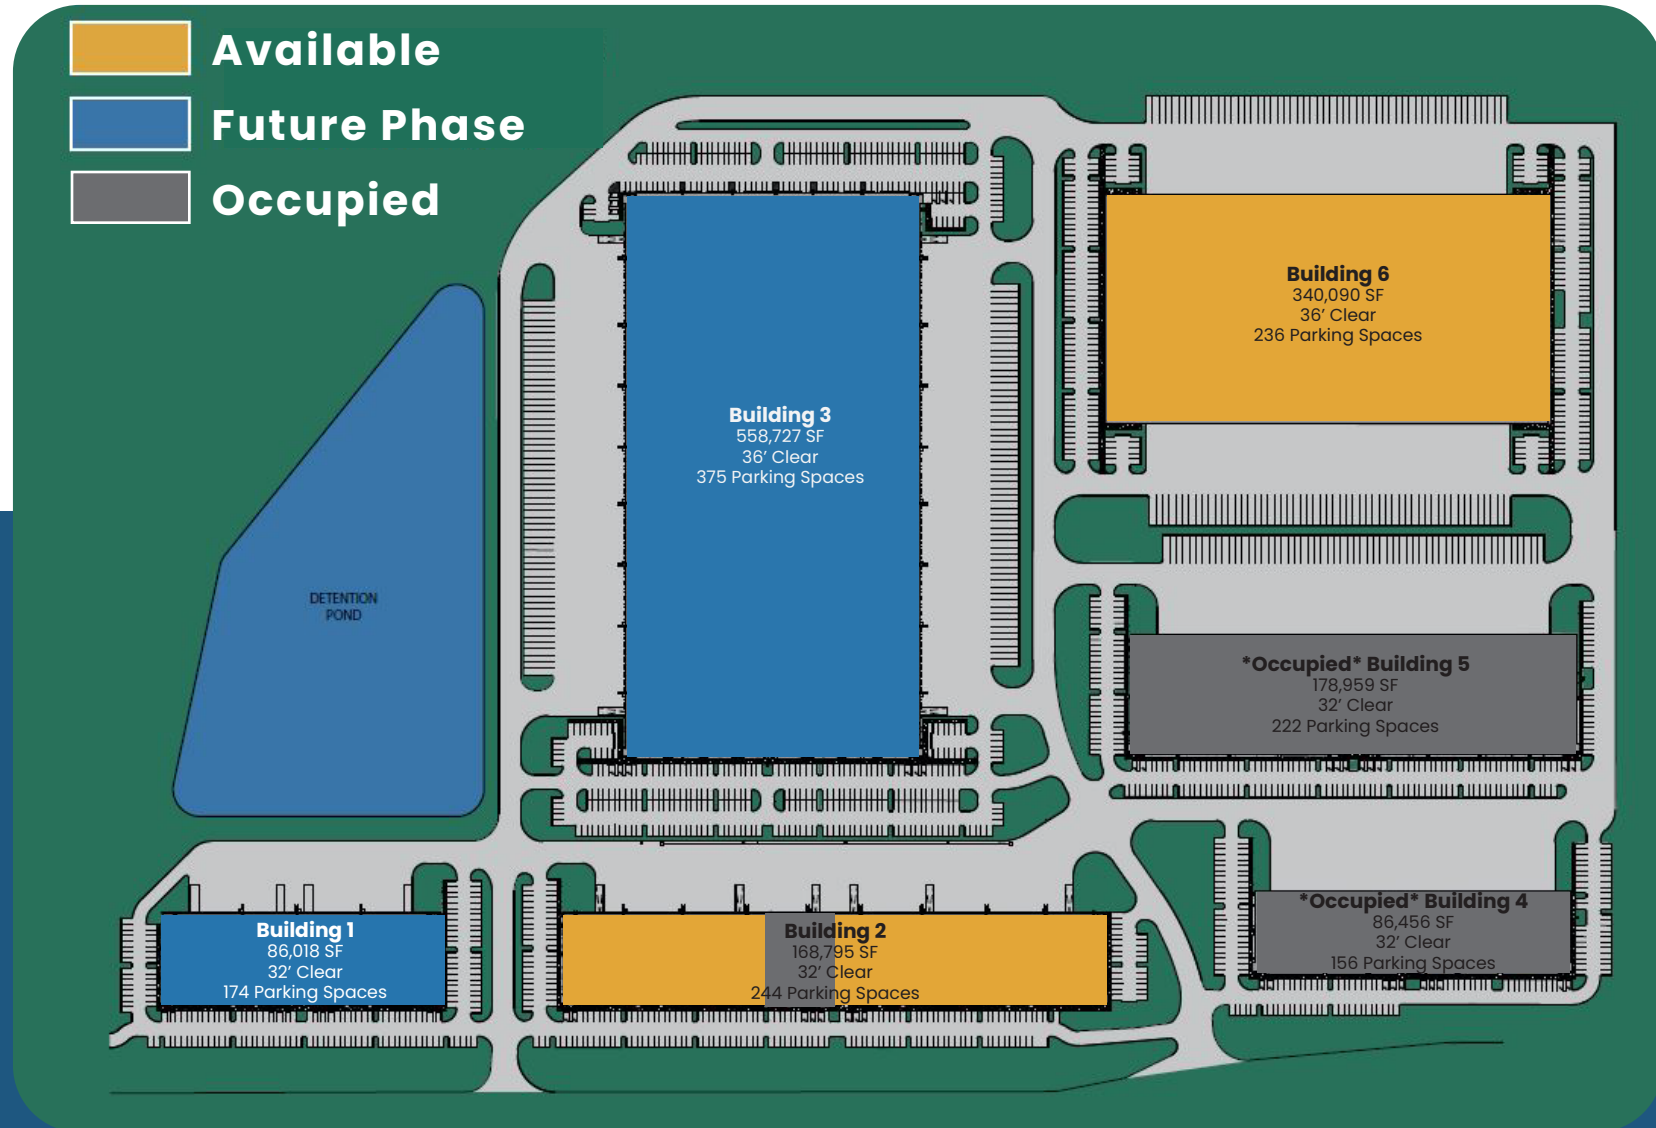 Available
Future Phase
Occupied
Building 6
340,090 SF
36’ Clear
236 Parking Spaces
Building 3
558,727 SF
36’ Clear
375 Parking Spaces
DETENTION
POND
*Occupied* Building 5
178,959 SF
32’ Clear
222 Parking Spaces
*Occupied* Building 4
86,456 SF
32’ Clear
156 Parking Spaces
Building 1
86,018 SF
32’ Clear
174 Parking Spaces
Building 2
168,795 SF
32’ Clear
244 Parking Spaces